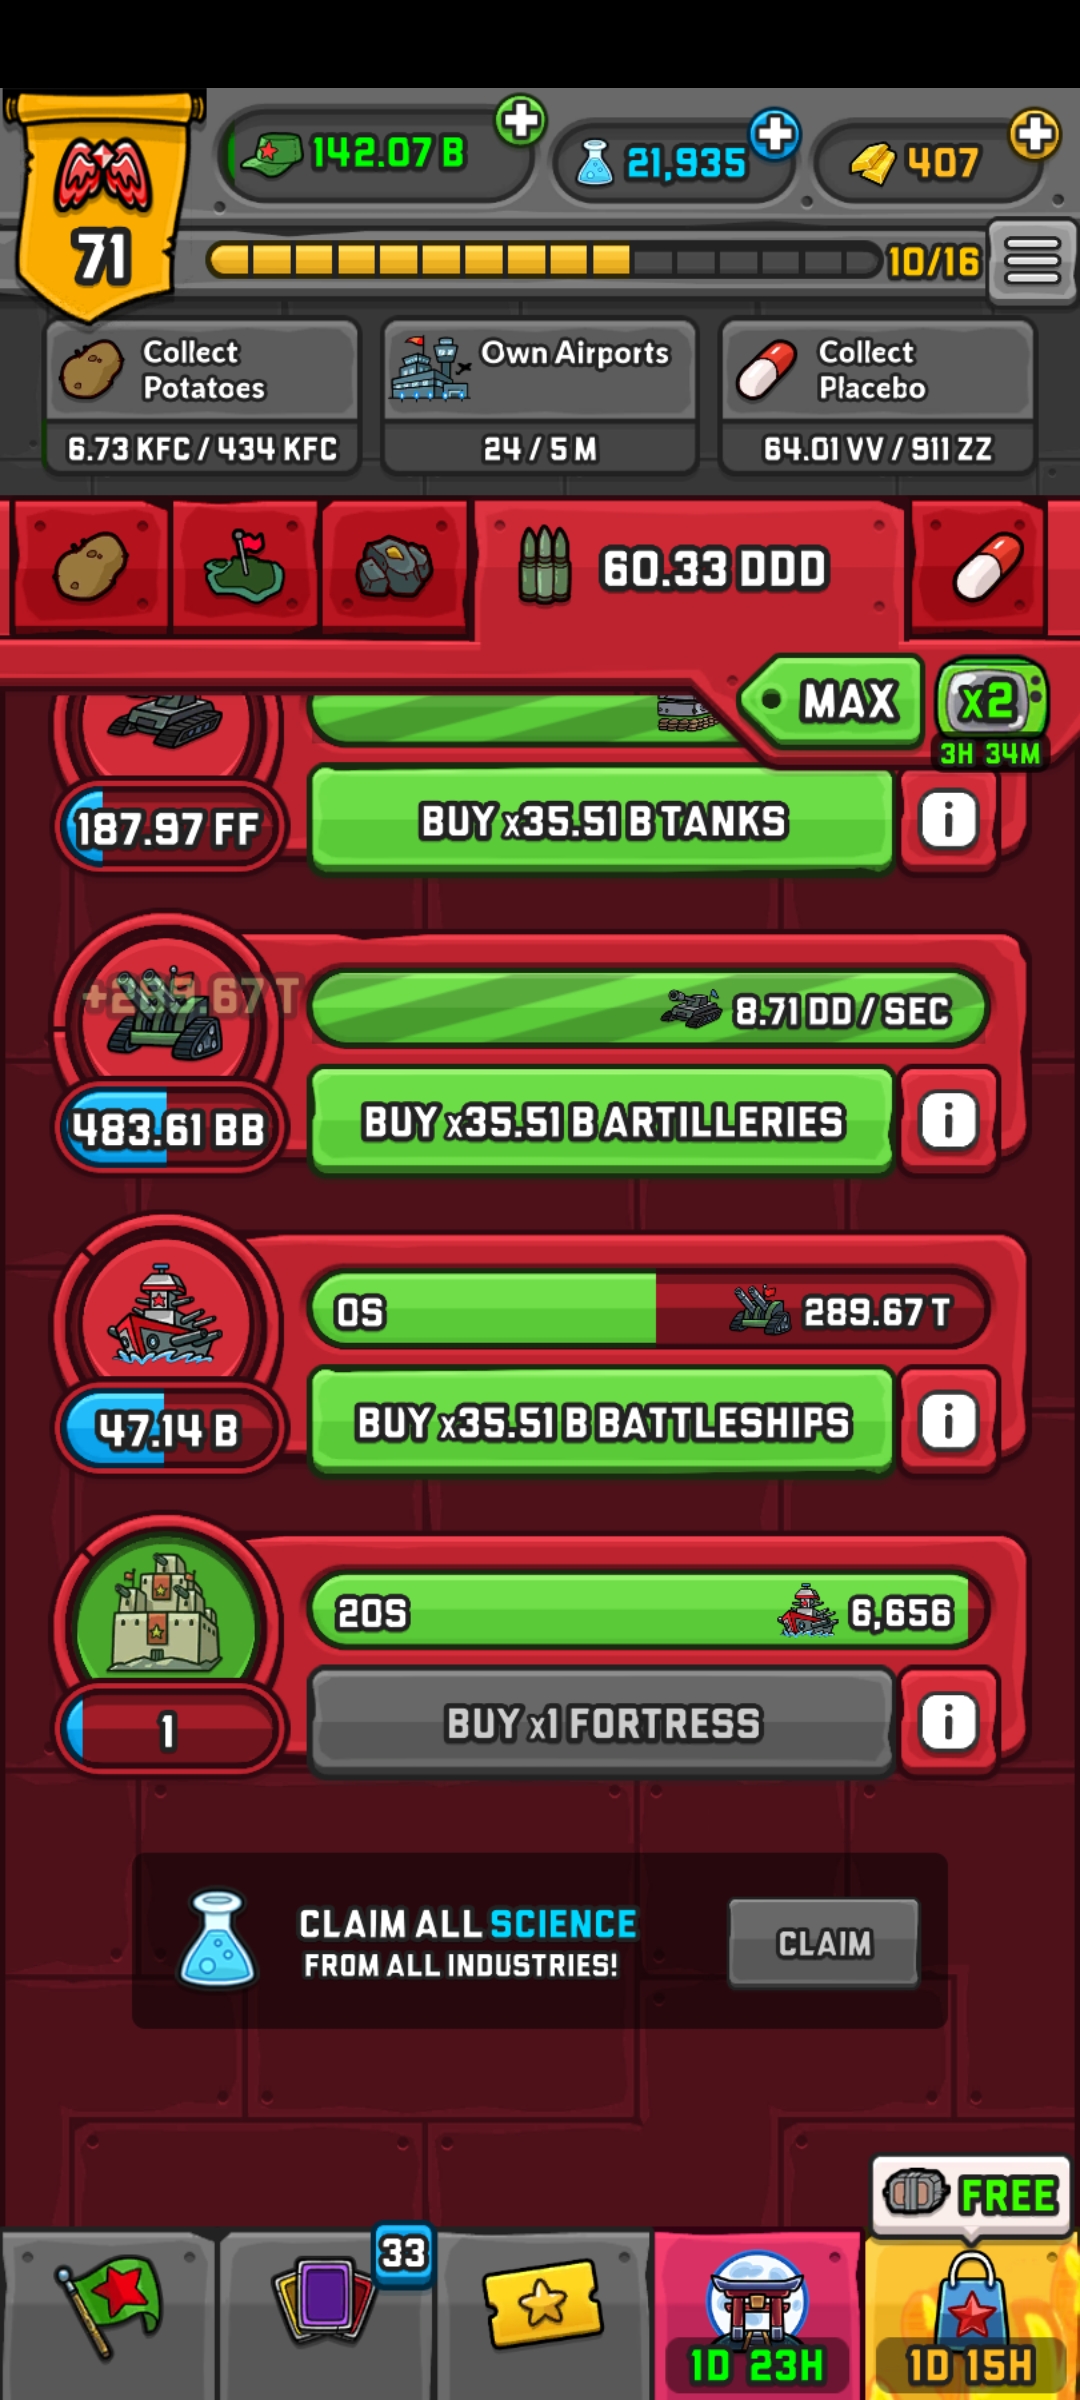 142.07 B
21,935
407
71
10/16
Collect
Potatoes
6.73 KFC / 434 KFC
Own Airports
24 / 5 M
Collect
Placebo
64.01 VV / 911 ZZ
60.33 DDD
MAX
x2
3H 34M
187.97 FF
BUY x35.51 B TANKS
i
+289.67 T
8.71 DD / SEC
483.61 BB
BUY x35.51 B ARTILLERIES
i
0S
289.67 T
47.14 B
BUY x35.51 B BATTLESHIPS
i
20S
6,656
1
BUY x1 FORTRESS
i
CLAIM ALL SCIENCE
FROM ALL INDUSTRIES!
CLAIM
FREE
33
1D 23H
1D 15H